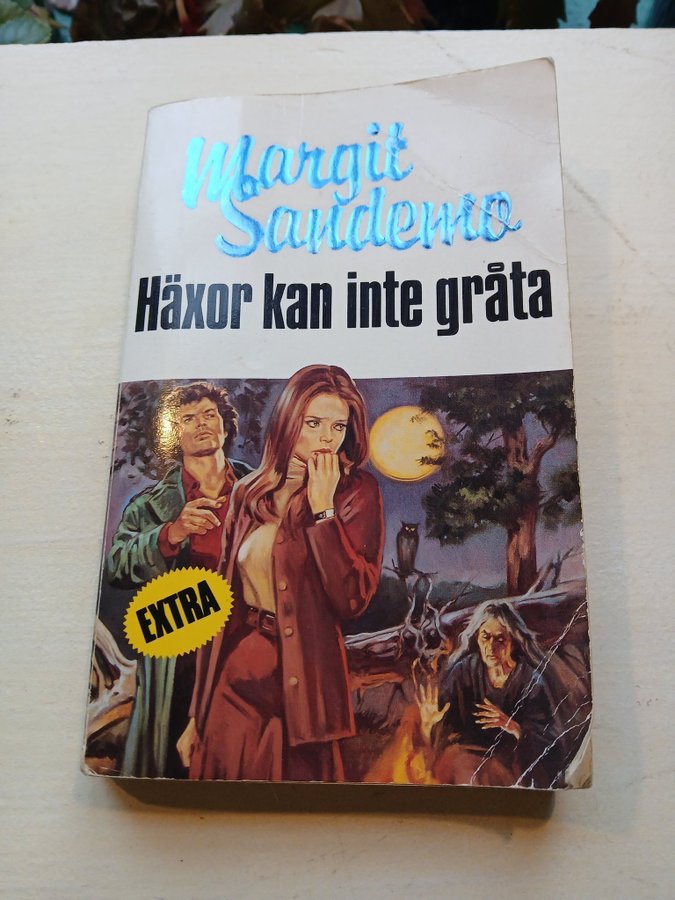 Margit
Sandemo
Häxor kan inte gråta
EXTRA